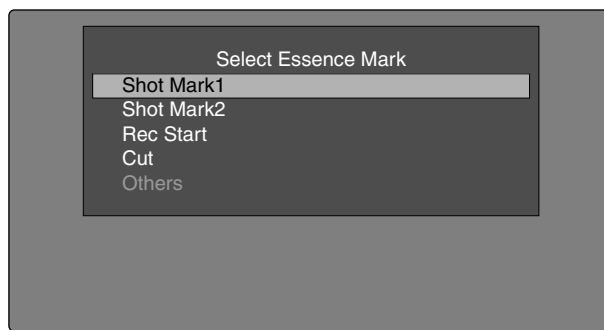 Select Essence Mark
Shot Mark1
Shot Mark2
Rec Start
Cut
Others